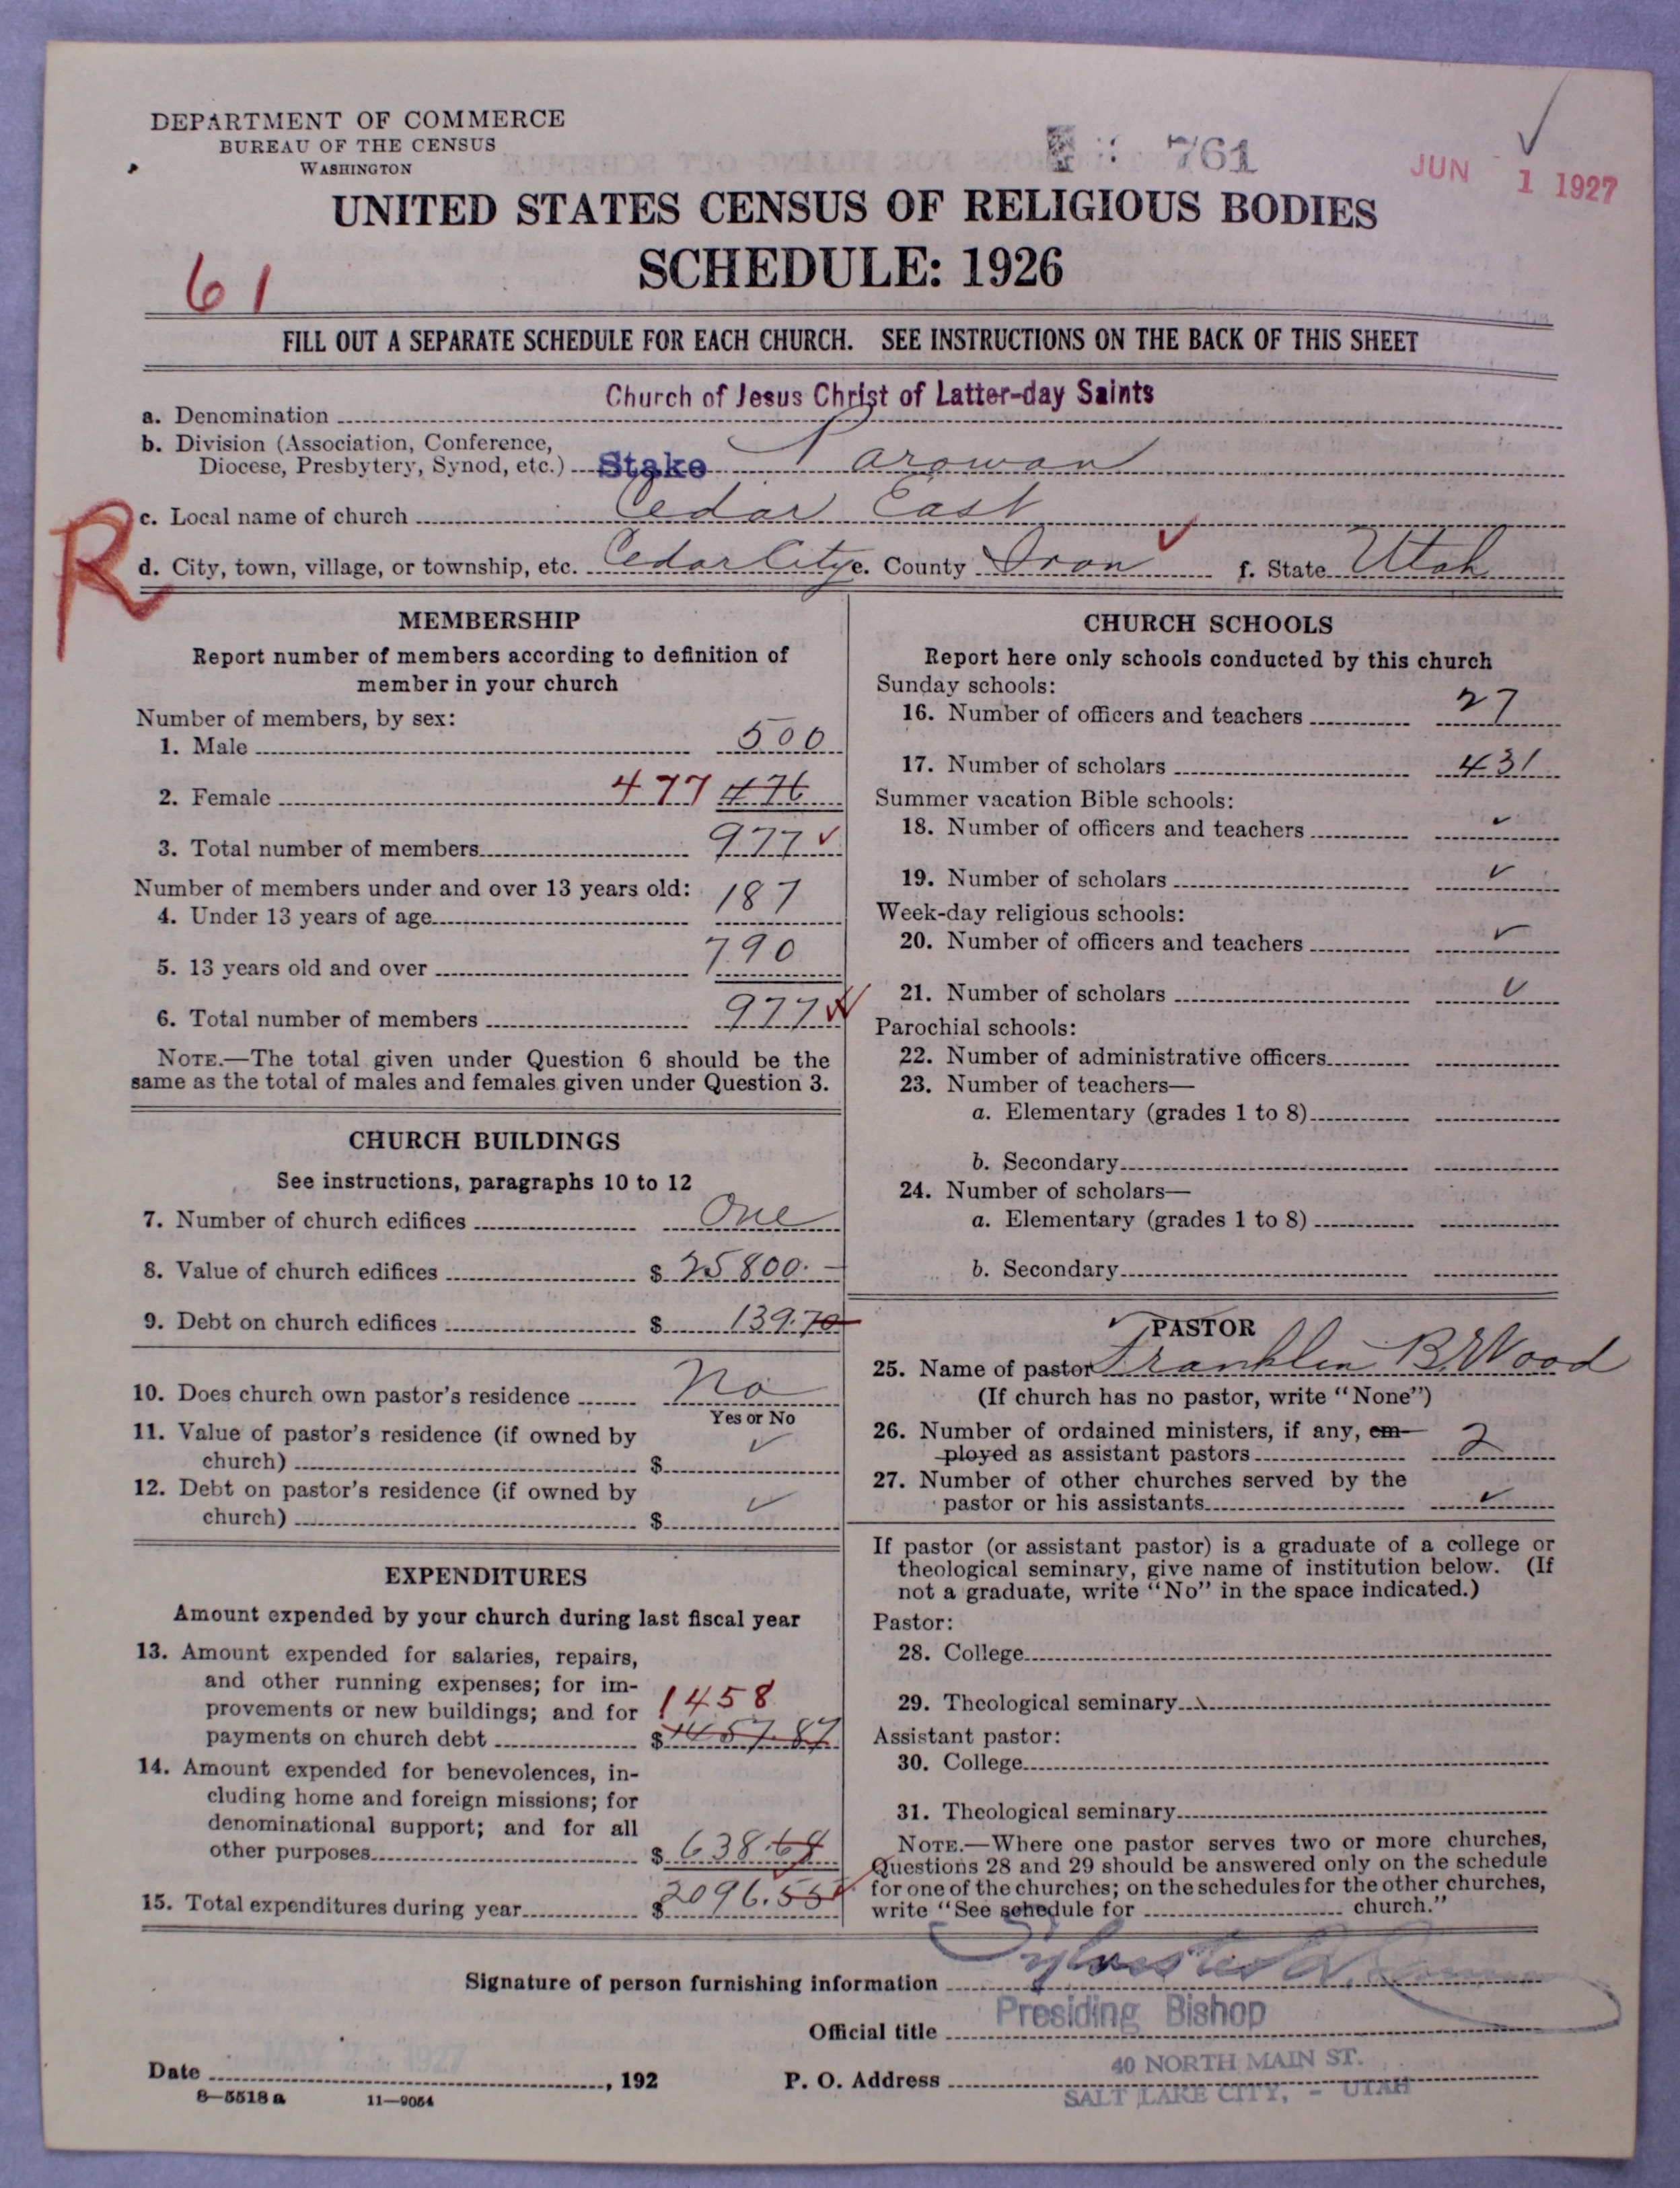 DEPARTMENT OF COMMERCE
BUREAU OF THE CENSUS
WASHINGTON
761
JUN 1 1927
UNITED STATES CENSUS OF RELIGIOUS BODIES
SCHEDULE: 1926
61
FILL OUT A SEPARATE SCHEDULE FOR EACH CHURCH. SEE INSTRUCTIONS ON THE BACK OF THIS SHEET
a. Denomination Church of Jesus Christ of Latter-day Saints
b. Division (Association, Conference,
Diocese, Presbytery, Synod, etc.) Stake Parowan
R
c. Local name of church Cedar East
d. City, town, village, or township, etc. Cedar City e. County Iron f. State Utah
MEMBERSHIP
Report number of members according to definition of
member in your church
Number of members, by sex:
1. Male 500
2. Female 477 476
3. Total number of members 977
Number of members under and over 13 years old:
4. Under 13 years of age 187
5. 13 years old and over 790
6. Total number of members 977
NOTE.—The total given under Question 6 should be the
same as the total of males and females given under Question 3.
CHURCH BUILDINGS
See instructions, paragraphs 10 to 12
7. Number of church edifices One
8. Value of church edifices $ 25800.—
9. Debt on church edifices $ 139.70
10. Does church own pastor's residence No
Yes or No
11. Value of pastor's residence (if owned by
church) $ ✓
12. Debt on pastor's residence (if owned by
church) $ ✓
EXPENDITURES
Amount expended by your church during last fiscal year
13. Amount expended for salaries, repairs,
and other running expenses; for im-
provements or new buildings; and for 1458
payments on church debt $ 1457.87
14. Amount expended for benevolences, in-
cluding home and foreign missions; for
denominational support; and for all
other purposes $ 638.68
15. Total expenditures during year $ 2096.55
CHURCH SCHOOLS
Report here only schools conducted by this church
Sunday schools:
16. Number of officers and teachers 27
17. Number of scholars 431
Summer vacation Bible schools:
18. Number of officers and teachers ✓
19. Number of scholars ✓
Week-day religious schools:
20. Number of officers and teachers ✓
21. Number of scholars ✓
Parochial schools:
22. Number of administrative officers
23. Number of teachers—
a. Elementary (grades 1 to 8)
b. Secondary
24. Number of scholars—
a. Elementary (grades 1 to 8)
b. Secondary
PASTOR
25. Name of pastor Franklin B. Wood
(If church has no pastor, write "None")
26. Number of ordained ministers, if any, em-
ployed as assistant pastors 2
27. Number of other churches served by the
pastor or his assistants ✓
If pastor (or assistant pastor) is a graduate of a college or
theological seminary, give name of institution below. (If
not a graduate, write "No" in the space indicated.)
Pastor:
28. College
29. Theological seminary
Assistant pastor:
30. College
31. Theological seminary
NOTE.—Where one pastor serves two or more churches,
Questions 28 and 29 should be answered only on the schedule
for one of the churches; on the schedules for the other churches,
write "See schedule for church."
Signature of person furnishing information
Official title Presiding Bishop
Date MAY 25 1927, 192 P. O. Address 40 NORTH MAIN ST.
SALT LAKE CITY, - UTAH
8—5518 a 11—9054